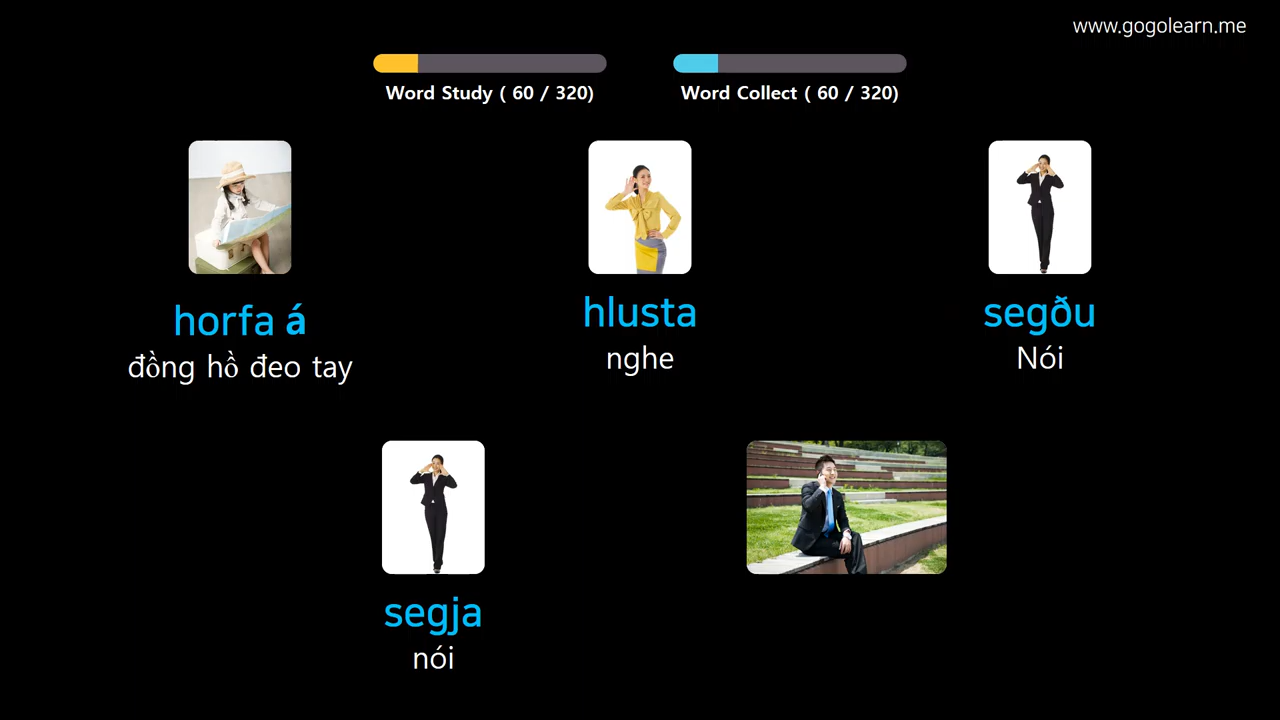 www.gogolearn.me
Word Study ( 60 / 320)
Word Collect ( 60 / 320)
horfa á
đồng hồ đeo tay
hlusta
nghe
segðu
Nói
segja
nói